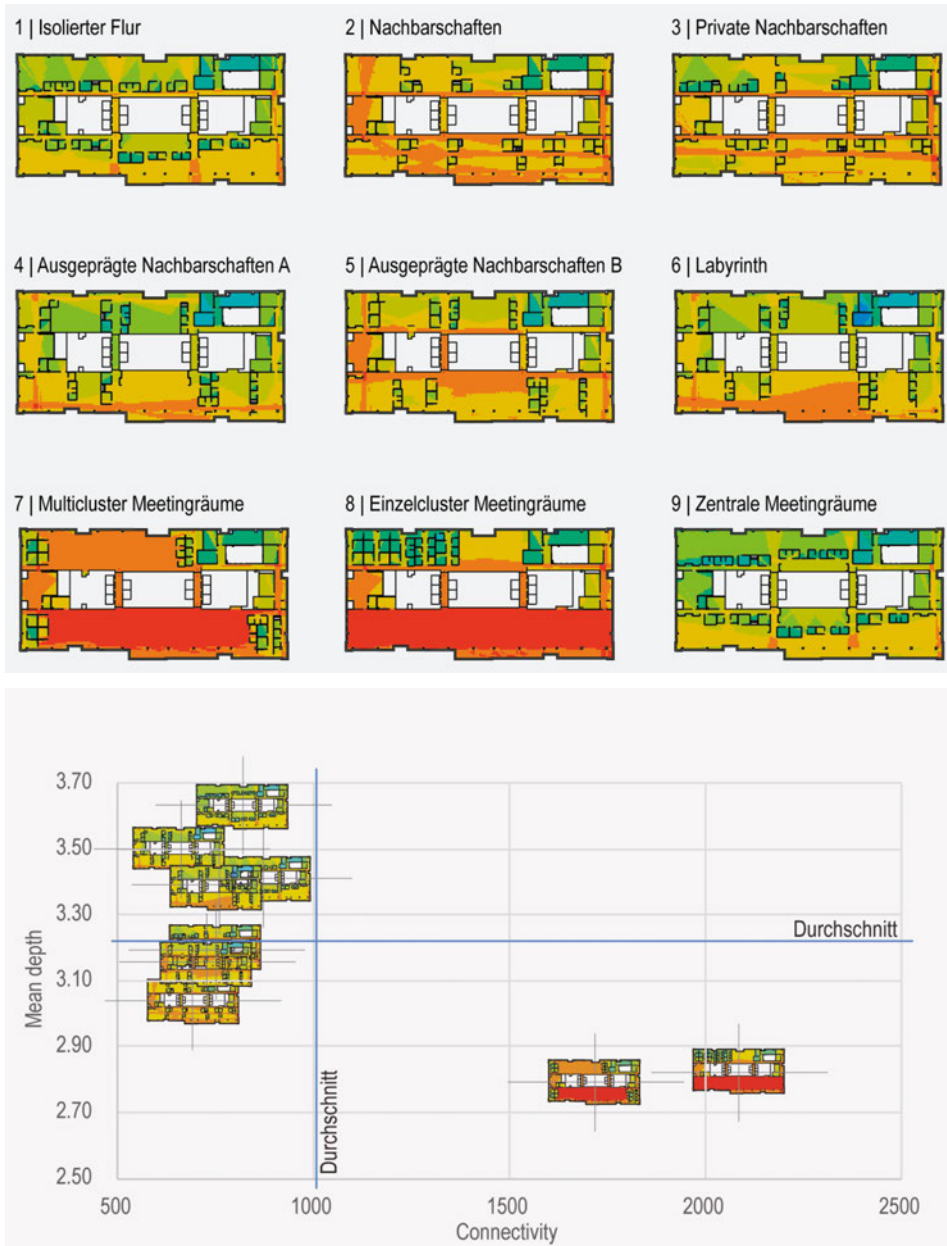 1 | Isolierter Flur
2 | Nachbarschaften
3 | Private Nachbarschaften
4 | Ausgeprägte Nachbarschaften A
5 | Ausgeprägte Nachbarschaften B
6 | Labyrinth
7 | Multicluster Meetingräume
8 | Einzelcluster Meetingräume
9 | Zentrale Meetingräume
3.70
3.50
3.30
3.10
2.90
2.70
2.50
Mean depth
Durchschnitt
Durchschnitt
500
1000
1500
2000
2500
Connectivity